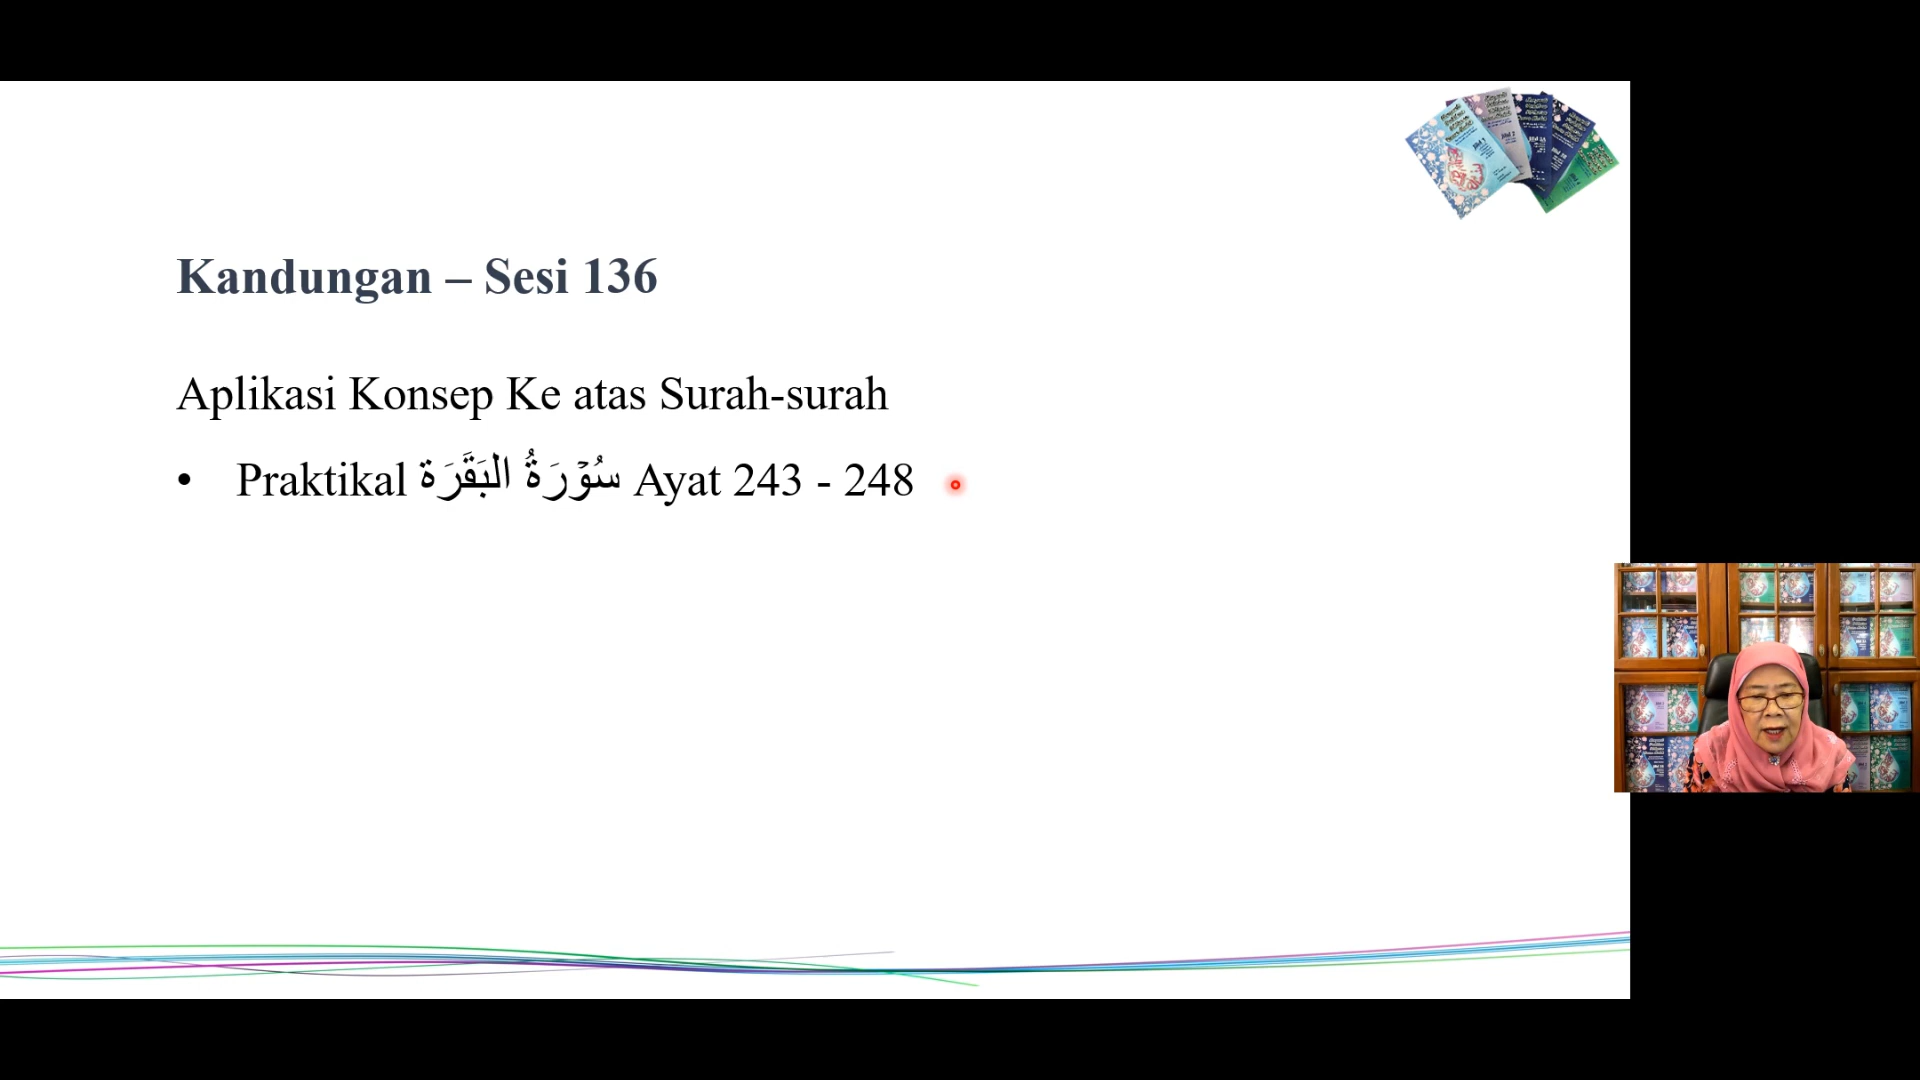 Kandungan – Sesi 136
Aplikasi Konsep Ke atas Surah-surah
• Praktikal سُوْرَةُ البَقَرَة Ayat 243 - 248